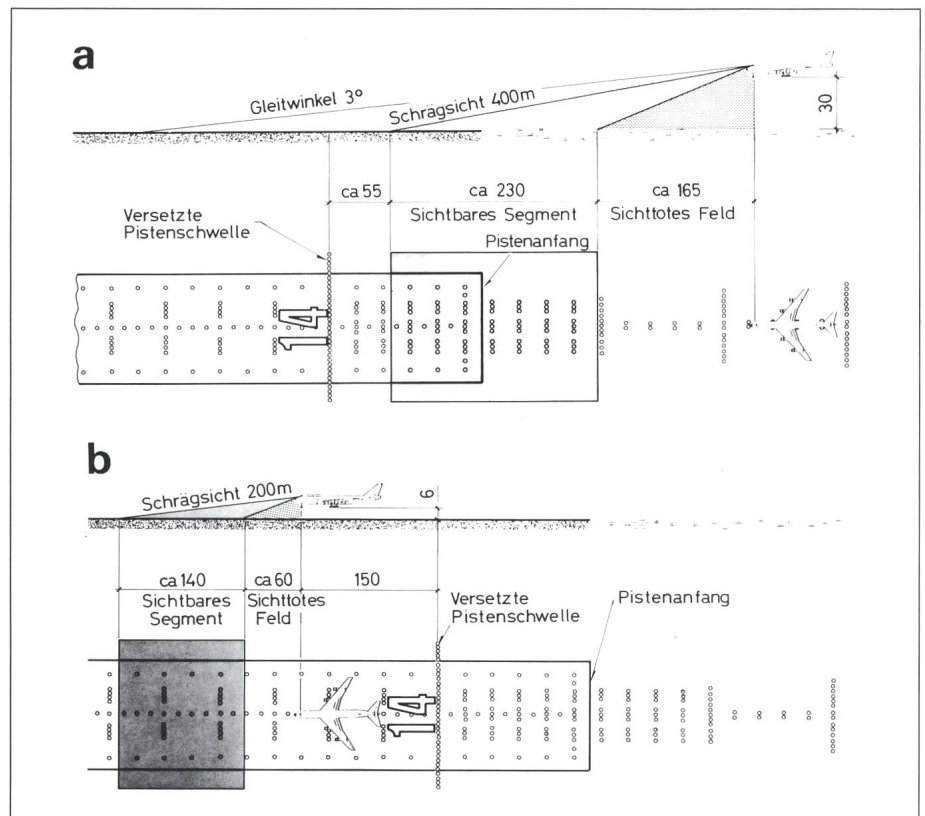 a
Gleitwinkel 3°
Schrägsicht 400m
30
ca 55
ca 230
ca 165
Sichtbares Segment
Sichttotes Feld
Versetzte
Pistenschwelle
Pistenanfang
14
b
Schrägsicht 200m
6
ca 140
ca 60
150
Sichtbares
Segment
Sichttotes
Feld
Versetzte
Pistenschwelle
Pistenanfang
14